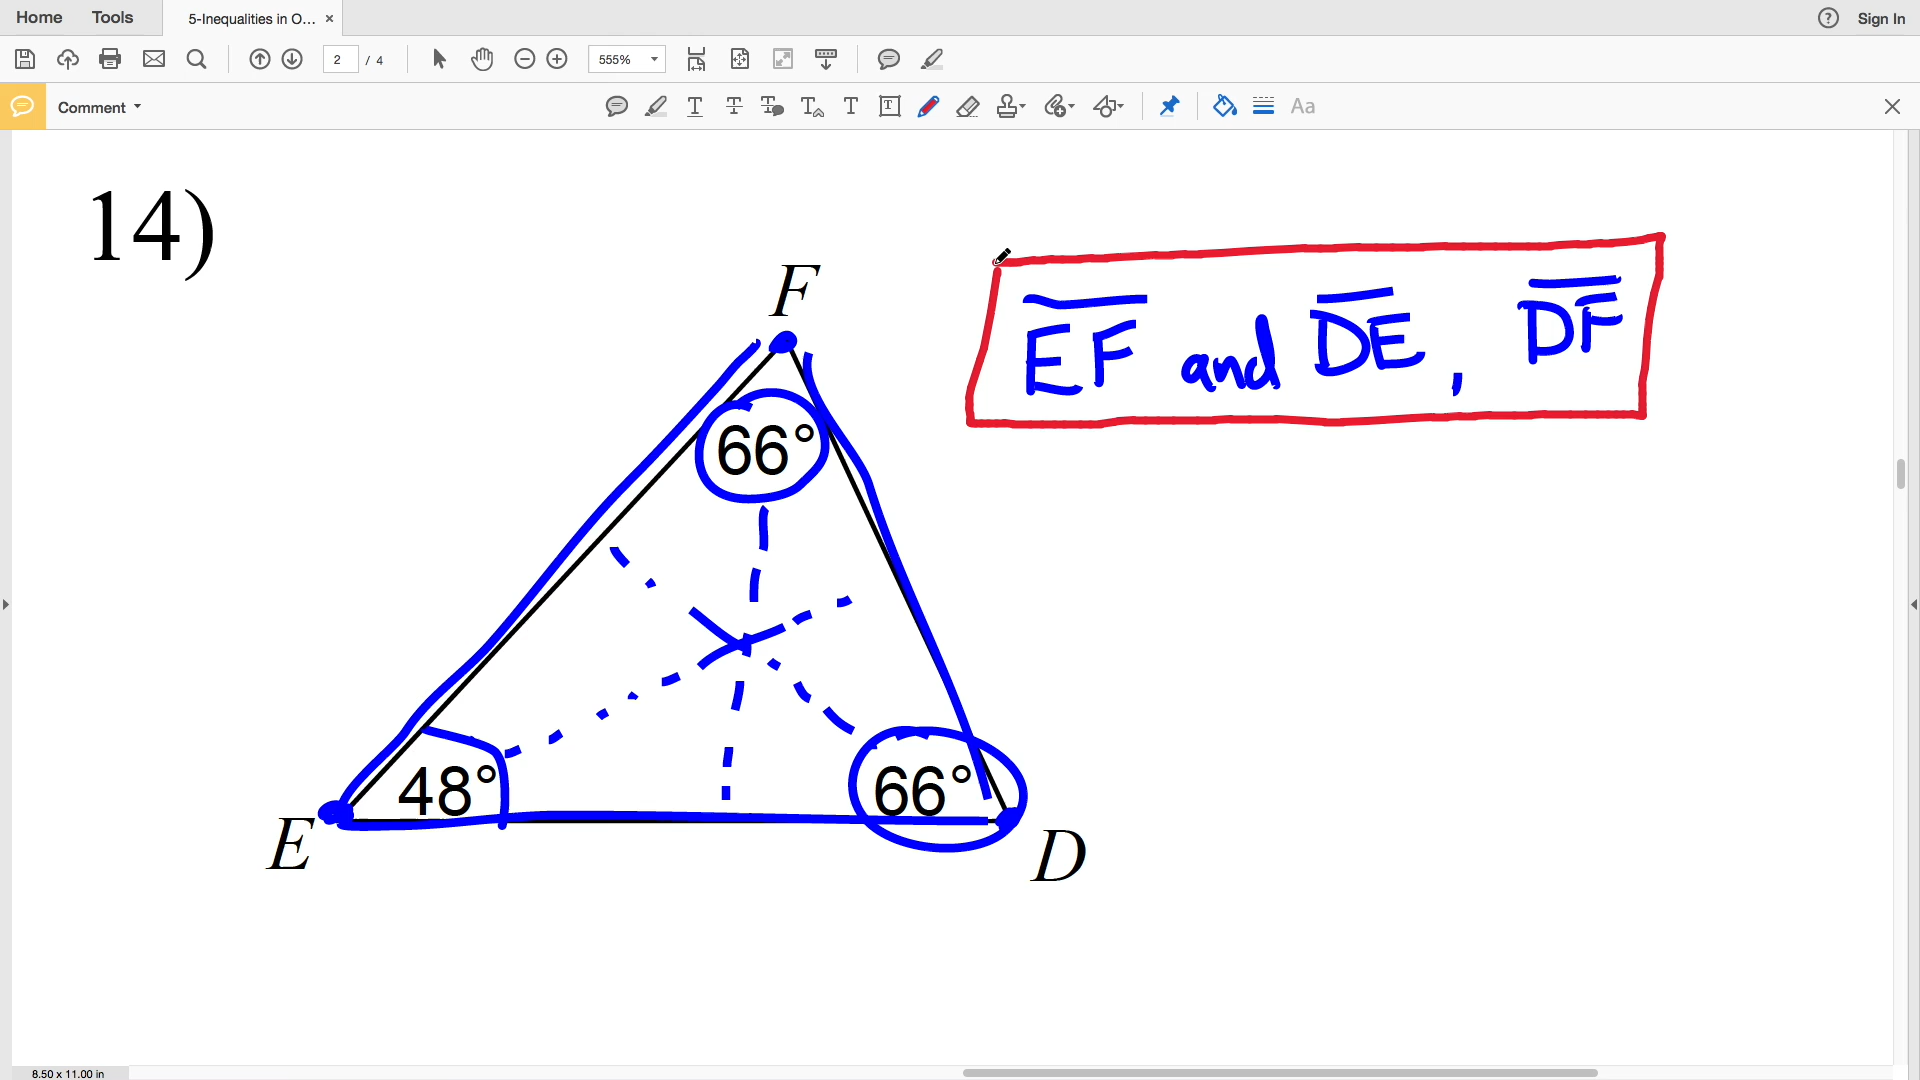 Home Tools 5-Inequalities in O... × ? Sign In
2 / 4 555%
Comment T T T T T T Aa
14)
F
EF and DE, DF
66°
48° 66°
E D
8.50 x 11.00 in